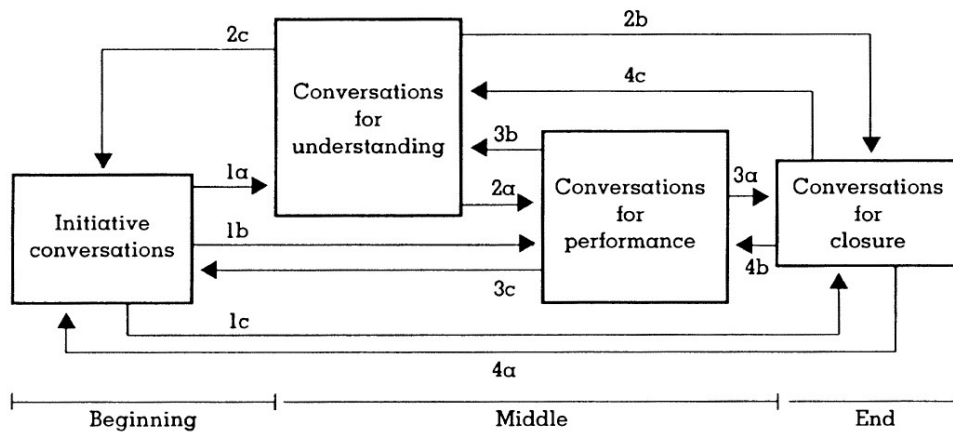 2c
2b
4c
Conversations
for
understanding
3b
1a
2a
3a
Initiative
conversations
Conversations
for
performance
Conversations
for
closure
1b
3c
4b
1c
4a
Beginning
Middle
End